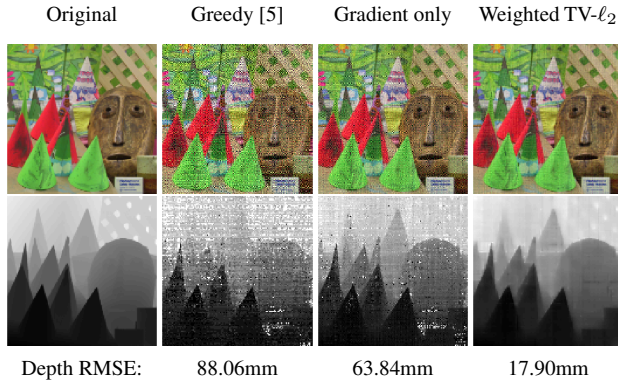 Original Greedy [5] Gradient only Weighted TV-ℓ2
Depth RMSE: 88.06mm 63.84mm 17.90mm